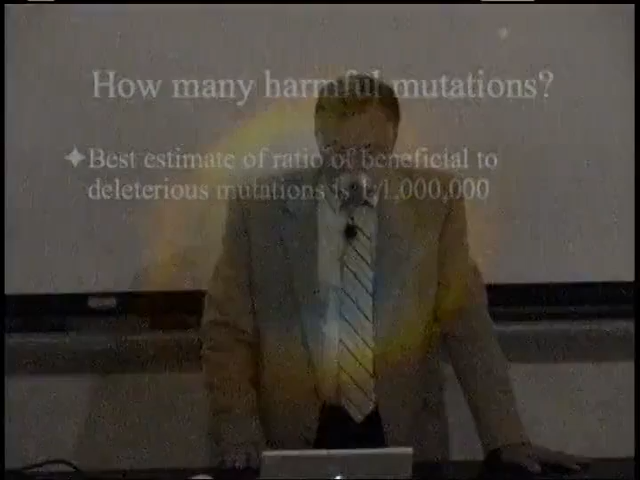 How many harmful mutations?
Best estimate of ratio of beneficial to
deleterious mutations is 1:1,000,000